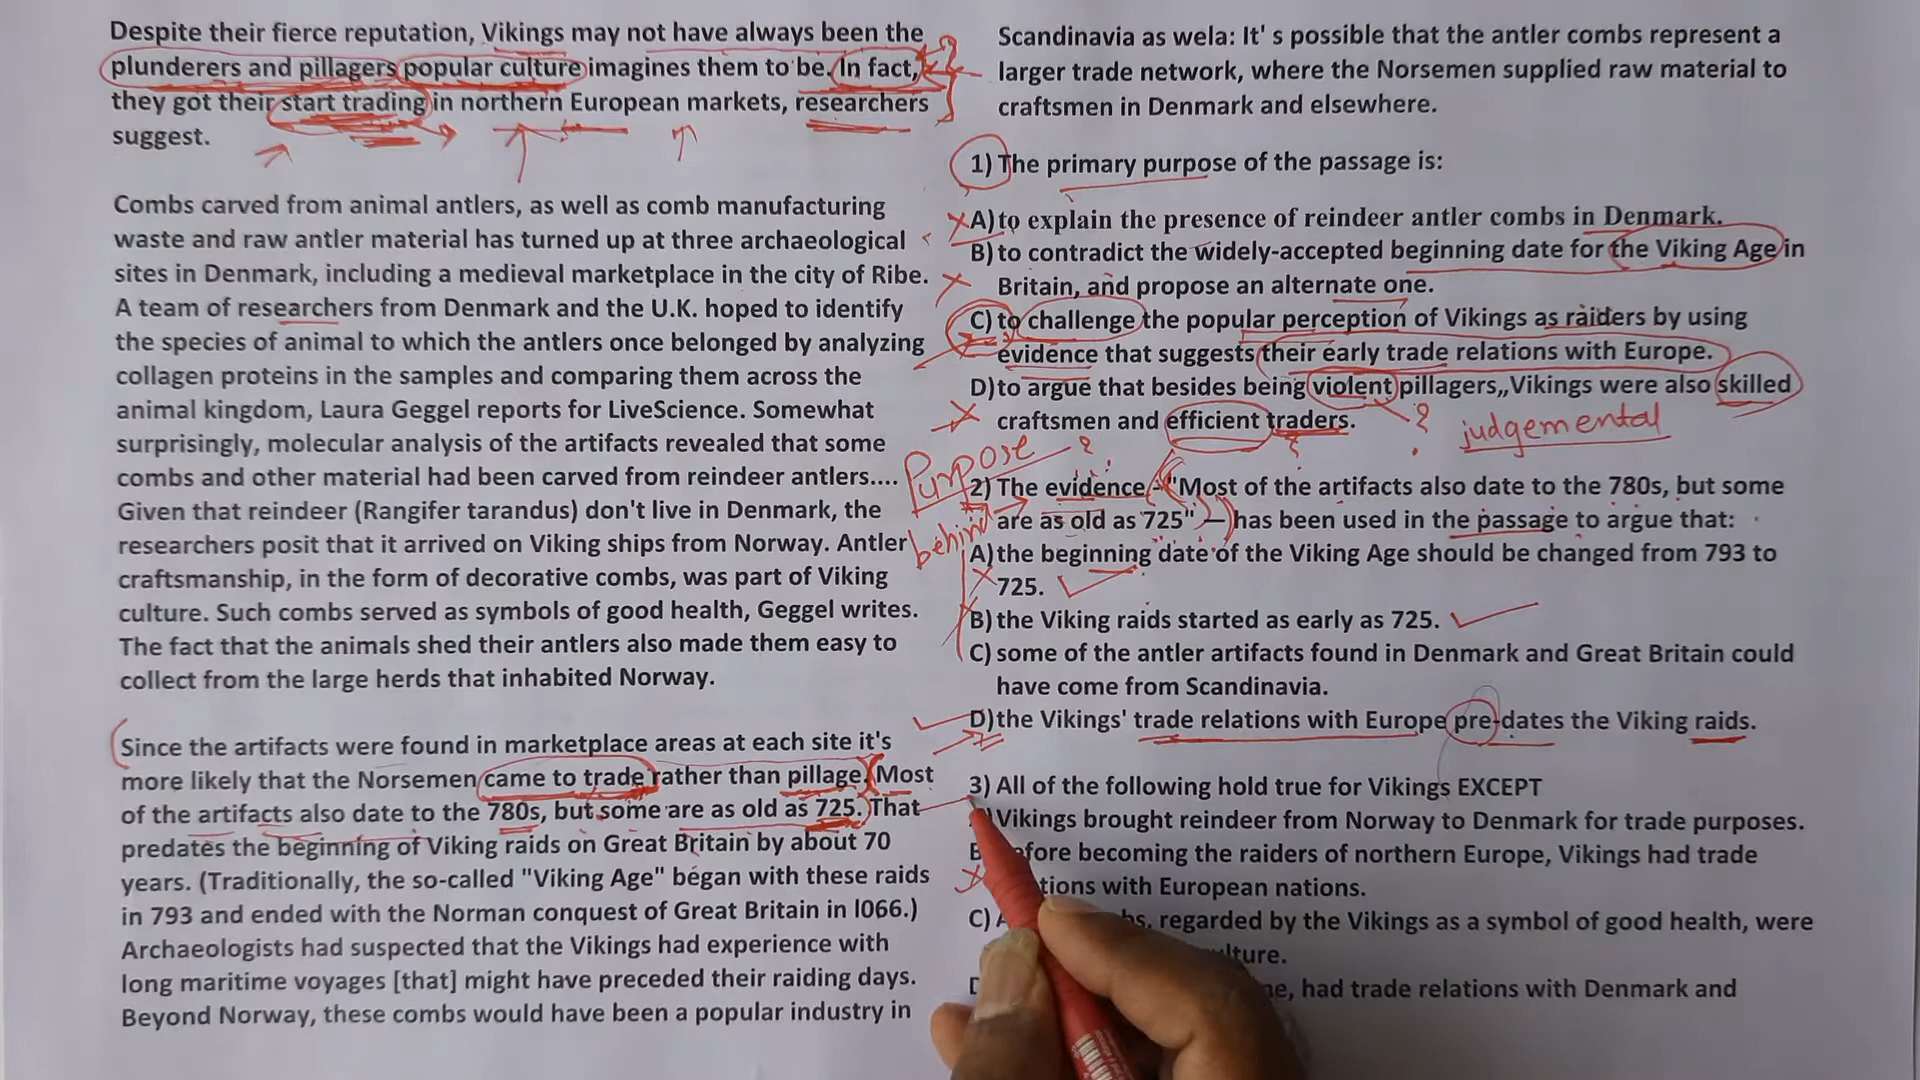 Despite their fierce reputation, Vikings may not have always been the
plunderers and pillagers popular culture imagines them to be. In fact,
they got their start trading in northern European markets, researchers
suggest.
Combs carved from animal antlers, as well as comb manufacturing
waste and raw antler material has turned up at three archaeological
sites in Denmark, including a medieval marketplace in the city of Ribe.
A team of researchers from Denmark and the U.K. hoped to identify
the species of animal to which the antlers once belonged by analyzing
collagen proteins in the samples and comparing them across the
animal kingdom, Laura Geggel reports for LiveScience. Somewhat
surprisingly, molecular analysis of the artifacts revealed that some
combs and other material had been carved from reindeer antlers....
Given that reindeer (Rangifer tarandus) don't live in Denmark, the
researchers posit that it arrived on Viking ships from Norway. Antler
craftsmanship, in the form of decorative combs, was part of Viking
culture. Such combs served as symbols of good health, Geggel writes.
The fact that the animals shed their antlers also made them easy to
collect from the large herds that inhabited Norway.
Since the artifacts were found in marketplace areas at each site it's
more likely that the Norsemen came to trade rather than pillage. Most
of the artifacts also date to the 780s, but some are as old as 725. That
predates the beginning of Viking raids on Great Britain by about 70
years. (Traditionally, the so-called "Viking Age" began with these raids
in 793 and ended with the Norman conquest of Great Britain in l066.)
Archaeologists had suspected that the Vikings had experience with
long maritime voyages [that] might have preceded their raiding days.
Beyond Norway, these combs would have been a popular industry in
Scandinavia as wela: It' s possible that the antler combs represent a
larger trade network, where the Norsemen supplied raw material to
craftsmen in Denmark and elsewhere.
1) The primary purpose of the passage is:
A) to explain the presence of reindeer antler combs in Denmark.
B) to contradict the widely-accepted beginning date for the Viking Age in
Britain, and propose an alternate one.
C) to challenge the popular perception of Vikings as raiders by using
evidence that suggests their early trade relations with Europe.
D) to argue that besides being violent pillagers,,Vikings were also skilled
craftsmen and efficient traders.
? judgemental
Purpose ?
behind
2) The evidence - "Most of the artifacts also date to the 780s, but some
are as old as 725" — has been used in the passage to argue that:
A) the beginning date of the Viking Age should be changed from 793 to
725.
B) the Viking raids started as early as 725.
C) some of the antler artifacts found in Denmark and Great Britain could
have come from Scandinavia.
D) the Vikings' trade relations with Europe pre-dates the Viking raids.
3) All of the following hold true for Vikings EXCEPT
Vikings brought reindeer from Norway to Denmark for trade purposes.
becoming the raiders of northern Europe, Vikings had trade
with European nations.
C) regarded by the Vikings as a symbol of good health, were
had trade relations with Denmark and